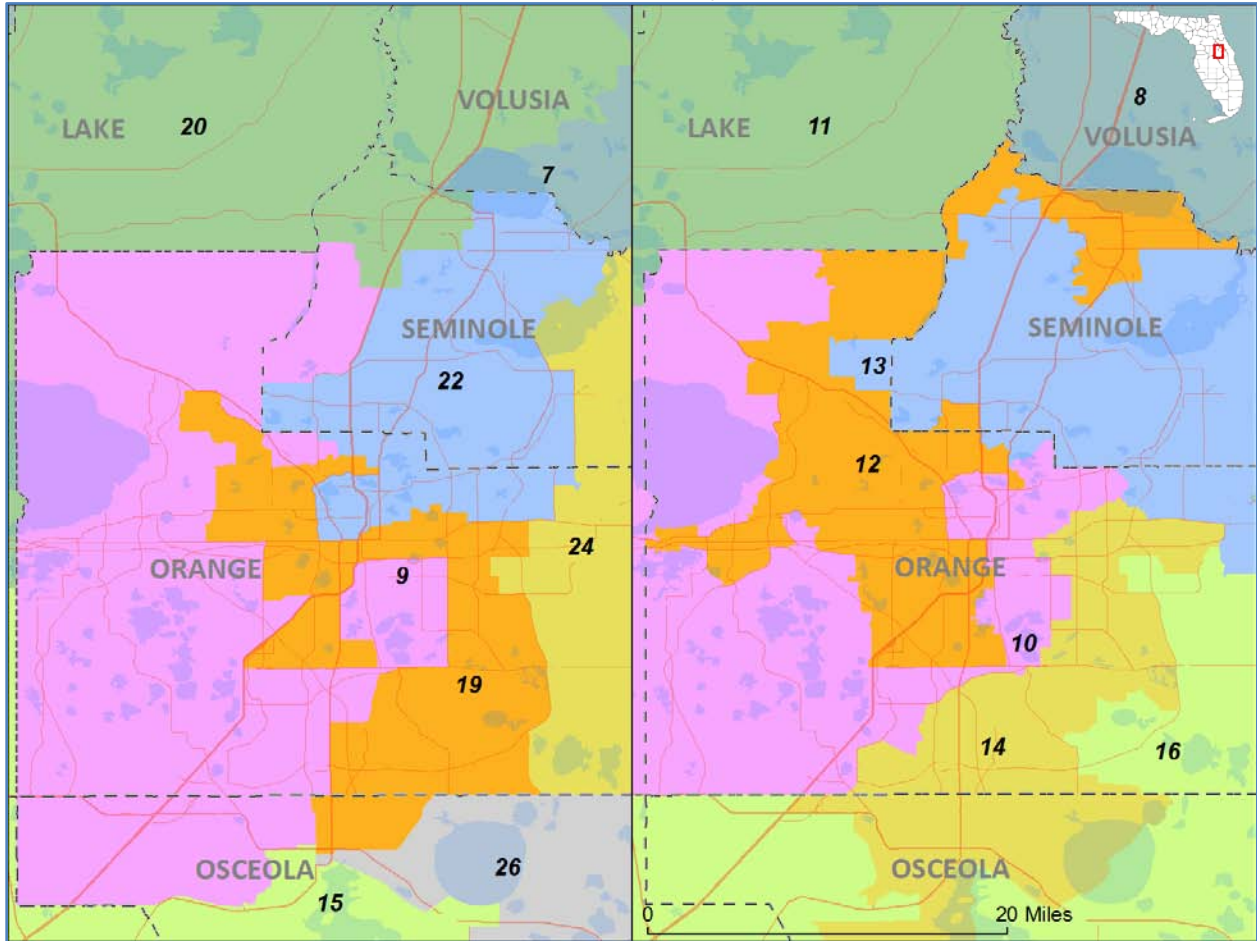 VOLUSIA
LAKE
20
7
SEMINOLE
22
24
ORANGE
9
19
OSCEOLA
26
15
8
VOLUSIA
LAKE
11
SEMINOLE
13
12
ORANGE
10
14
16
OSCEOLA
0
20 Miles